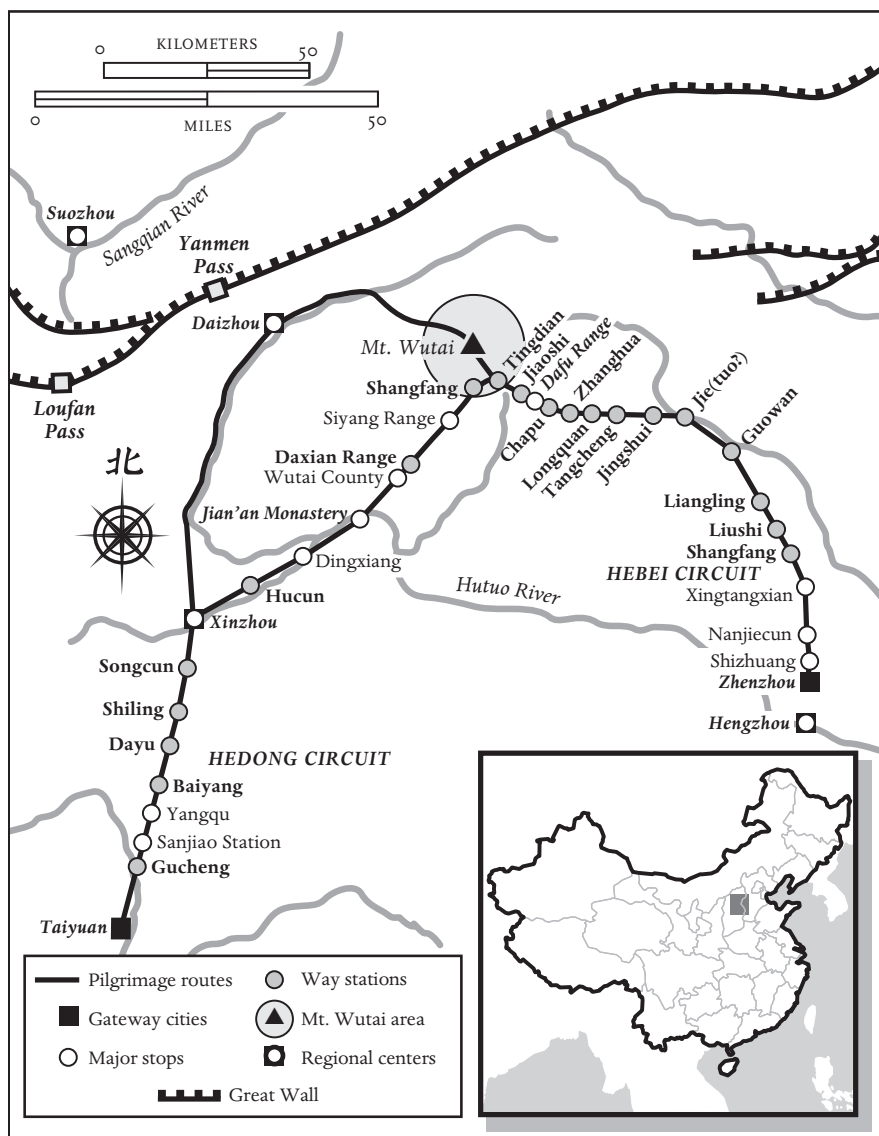 0 KILOMETERS 50
0 MILES 50
Suozhou
Sangqian River
Yanmen
Pass
Daizhou
Mt. Wutai
Loufan
Pass
北
Tingdian
Jiaoshi
Dafu Range
Zhanghua
Jie(tuo?)
Guowan
Shangfang
Siyang Range
Chapu
Longquan
Tangcheng
Jingshui
Daxian Range
Wutai County
Jian'an Monastery
Dingxiang
Hucun
Xinzhou
Hutuo River
Liangling
Liushi
Shangfang
HEBEI CIRCUIT
Xingtangxian
Nanjiecun
Shizhuang
Zhenzhou
Hengzhou
Songcun
Shiling
Dayu
HEDONG CIRCUIT
Baiyang
Yangqu
Sanjiao Station
Gucheng
Taiyuan
Pilgrimage routes
Way stations
Gateway cities
Mt. Wutai area
Major stops
Regional centers
Great Wall